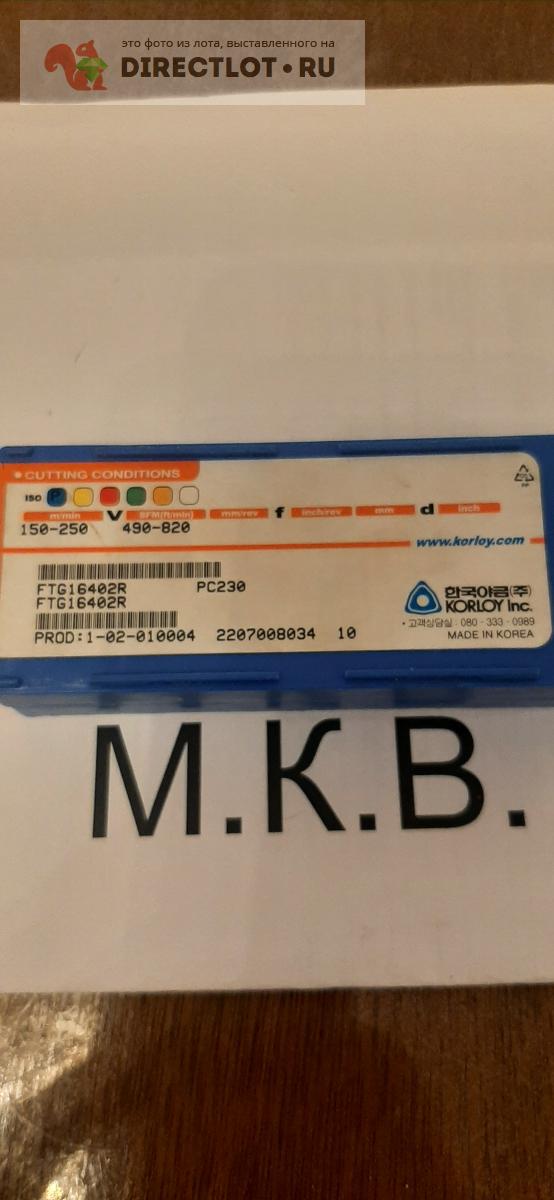 это фото из лота, выставленного на
DIRECTLOT•RU
• CUTTING CONDITIONS
ISO P
m/min V SFM(ft/min) mm/rev f inch/rev mm d inch
150-250 490-820
www.korloy.com
PP
FTG16402R PC230
FTG16402R
한국야금(주)
KORLOY Inc.
• 고객상담실 : 080 - 333 - 0989
MADE IN KOREA
PROD:1-02-010004 2207008034 10
М.К.В.